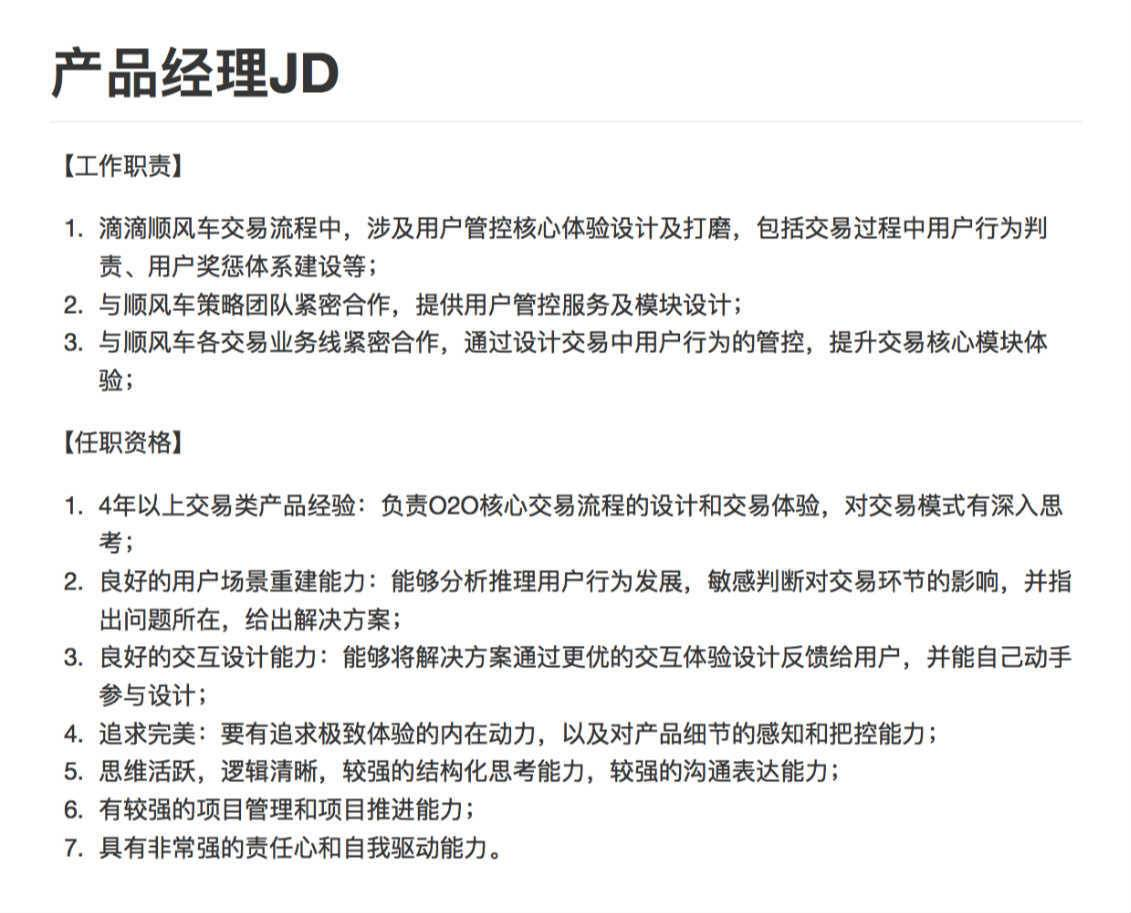 产品经理JD
【工作职责】
1. 滴滴顺风车交易流程中，涉及用户管控核心体验设计及打磨，包括交易过程中用户行为判
责、用户奖惩体系建设等；
2. 与顺风车策略团队紧密合作，提供用户管控服务及模块设计；
3. 与顺风车各交易业务线紧密合作，通过设计交易中用户行为的管控，提升交易核心模块体
验；
【任职资格】
1. 4年以上交易类产品经验：负责O2O核心交易流程的设计和交易体验，对交易模式有深入思
考；
2. 良好的用户场景重建能力：能够分析推理用户行为发展，敏感判断对交易环节的影响，并指
出问题所在，给出解决方案；
3. 良好的交互设计能力：能够将解决方案通过更优的交互体验设计反馈给用户，并能自己动手
参与设计；
4. 追求完美：要有追求极致体验的内在动力，以及对产品细节的感知和把控能力；
5. 思维活跃，逻辑清晰，较强的结构化思考能力，较强的沟通表达能力；
6. 有较强的项目管理和项目推进能力；
7. 具有非常强的责任心和自我驱动能力。